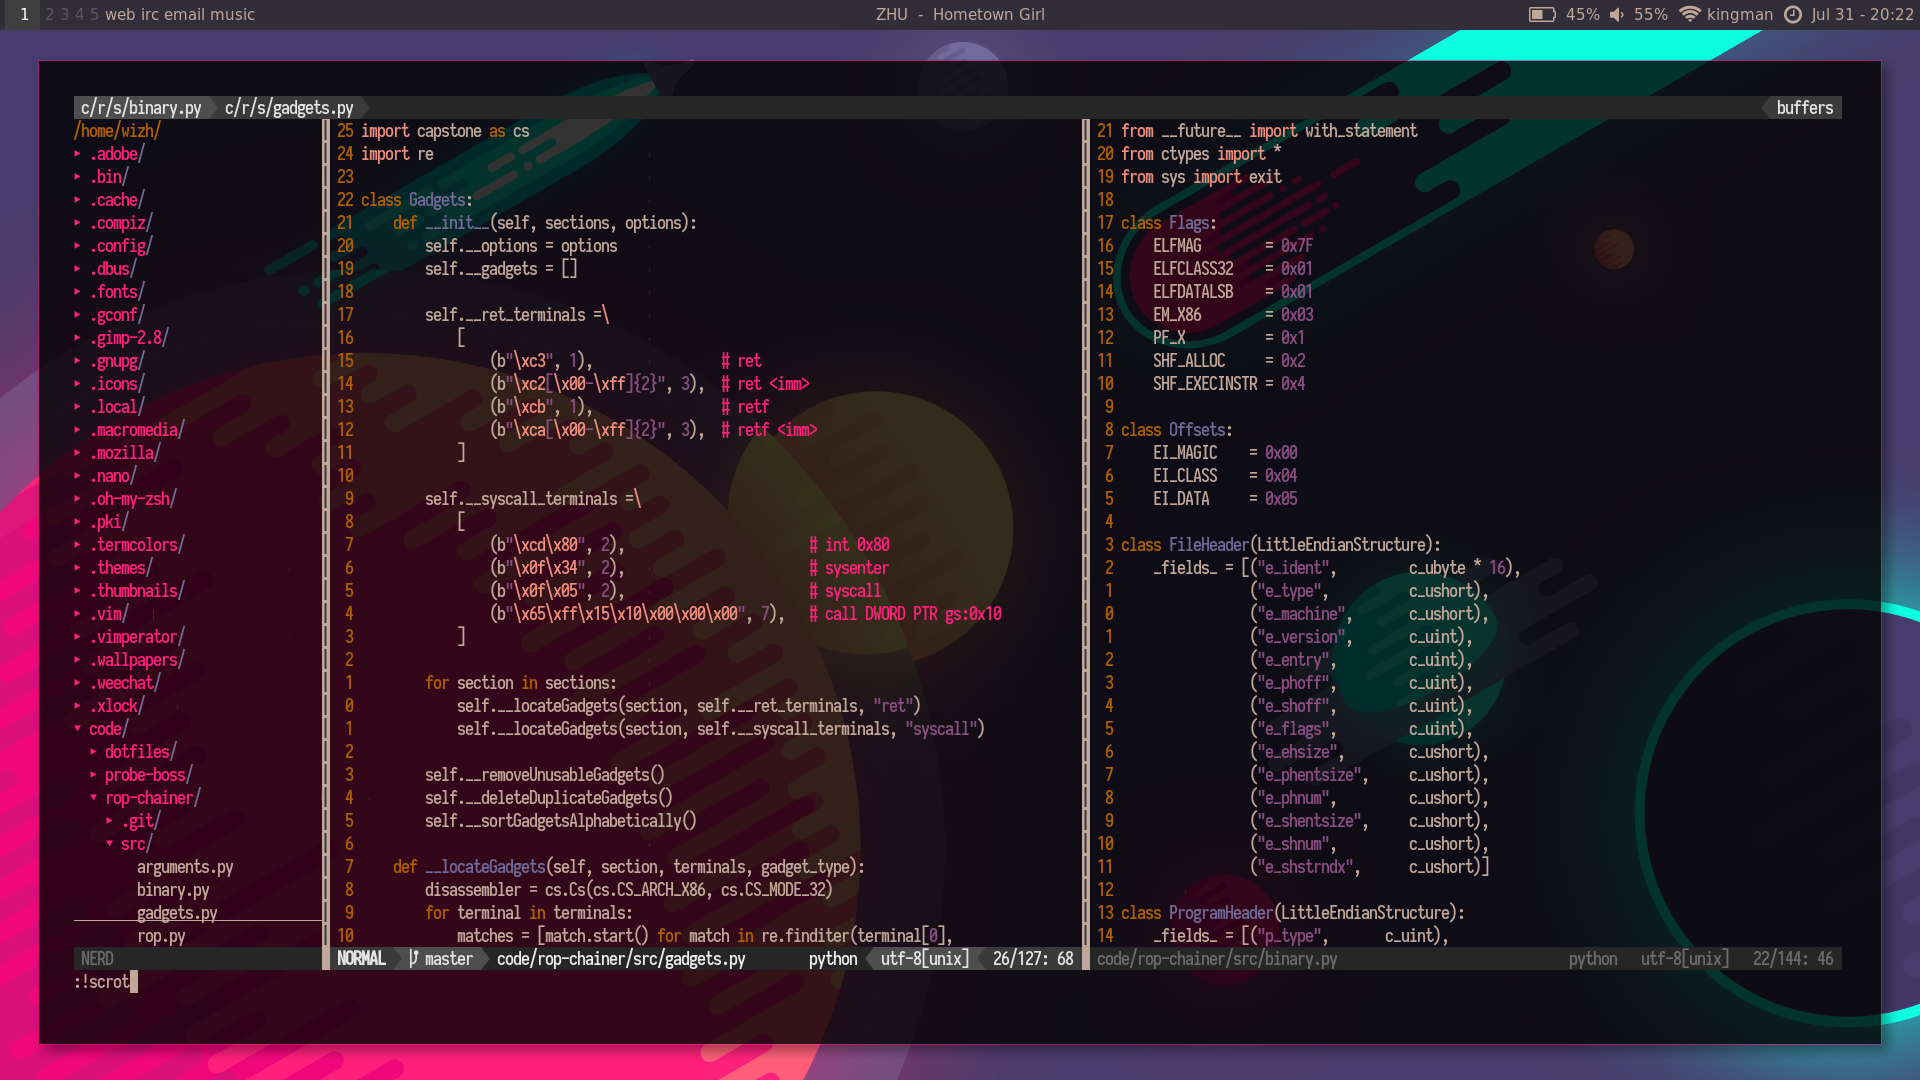 1 2 3 4 5 web irc email music
ZHU - Hometown Girl
45% 55% kingman Jul 31 - 20:22
c/r/s/binary.py c/r/s/gadgets.py
buffers
/home/wizh/
▸ .adobe/
▸ .bin/
▸ .cache/
▸ .compiz/
▸ .config/
▸ .dbus/
▸ .fonts/
▸ .gconf/
▸ .gimp-2.8/
▸ .gnupg/
▸ .icons/
▸ .local/
▸ .macromedia/
▸ .mozilla/
▸ .nano/
▸ .oh-my-zsh/
▸ .pki/
▸ .termcolors/
▸ .themes/
▸ .thumbnails/
▸ .vim/
▸ .vimperator/
▸ .wallpapers/
▸ .weechat/
▸ .xlock/
▾ code/
  ▸ dotfiles/
  ▸ probe-boss/
  ▾ rop-chainer/
    ▸ .git/
    ▾ src/
        arguments.py
        binary.py
        gadgets.py
        rop.py
NERD
25 import capstone as cs
24 import re
23
22 class Gadgets:
21     def __init__(self, sections, options):
20         self.__options = options
19         self.__gadgets = []
18
17         self.__ret_terminals =\
16             [
15                 (b"\xc3", 1),                # ret
14                 (b"\xc2[\x00-\xff]{2}", 3),  # ret <imm>
13                 (b"\xcb", 1),                # retf
12                 (b"\xca[\x00-\xff]{2}", 3),  # retf <imm>
11             ]
10
9         self.__syscall_terminals =\
8             [
7                 (b"\xcd\x80", 2),                       # int 0x80
6                 (b"\x0f\x34", 2),                       # sysenter
5                 (b"\x0f\x05", 2),                       # syscall
4                 (b"\x65\xff\x15\x10\x00\x00\x00", 7),   # call DWORD PTR gs:0x10
3             ]
2
1         for section in sections:
0             self.__locateGadgets(section, self.__ret_terminals, "ret")
1             self.__locateGadgets(section, self.__syscall_terminals, "syscall")
2
3         self.__removeUnusableGadgets()
4         self.__deleteDuplicateGadgets()
5         self.__sortGadgetsAlphabetically()
6
7     def __locateGadgets(self, section, terminals, gadget_type):
8         disassembler = cs.Cs(cs.CS_ARCH_X86, cs.CS_MODE_32)
9         for terminal in terminals:
10             matches = [match.start() for match in re.finditer(terminal[0],
NORMAL master code/rop-chainer/src/gadgets.py python utf-8[unix] 26/127: 68
21 from __future__ import with_statement
20 from ctypes import *
19 from sys import exit
18
17 class Flags:
16     ELFMAG        = 0x7F
15     ELFCLASS32    = 0x01
14     ELFDATALSB    = 0x01
13     EM_X86        = 0x03
12     PF_X          = 0x1
11     SHF_ALLOC     = 0x2
10     SHF_EXECINSTR = 0x4
9
8 class Offsets:
7     EI_MAGIC    = 0x00
6     EI_CLASS    = 0x04
5     EI_DATA     = 0x05
4
3 class FileHeader(LittleEndianStructure):
2     _fields_ = [("e_ident",         c_ubyte * 16),
1                 ("e_type",          c_ushort),
0                 ("e_machine",       c_ushort),
1                 ("e_version",       c_uint),
2                 ("e_entry",         c_uint),
3                 ("e_phoff",         c_uint),
4                 ("e_shoff",         c_uint),
5                 ("e_flags",         c_uint),
6                 ("e_ehsize",        c_ushort),
7                 ("e_phentsize",     c_ushort),
8                 ("e_phnum",         c_ushort),
9                 ("e_shentsize",     c_ushort),
10                 ("e_shnum",         c_ushort),
11                 ("e_shstrndx",      c_ushort)]
12
13 class ProgramHeader(LittleEndianStructure):
14     _fields_ = [("p_type",       c_uint),
code/rop-chainer/src/binary.py python utf-8[unix] 22/144: 46
:!scrot